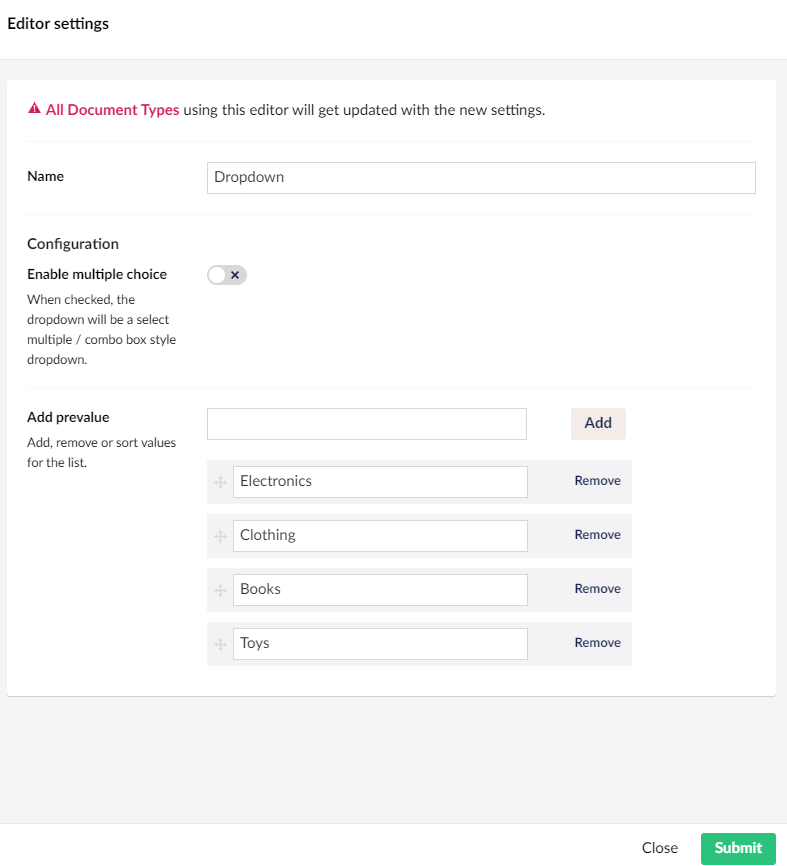 Editor settings
All Document Types using this editor will get updated with the new settings.
Name
Dropdown
Configuration
Enable multiple choice
When checked, the
dropdown will be a select
multiple / combo box style
dropdown.
Add prevalue
Add, remove or sort values
for the list.
Add
Electronics Remove
Clothing Remove
Books Remove
Toys Remove
Close Submit